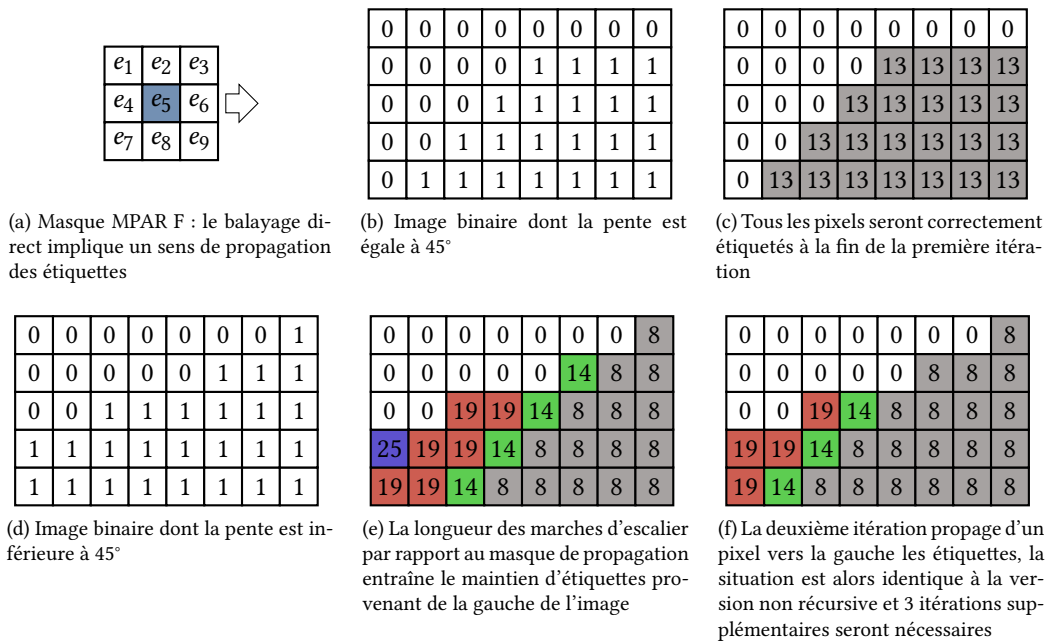 e1 e2 e3
e4 e5 e6
e7 e8 e9
0 0 0 0 0 0 0 0
0 0 0 0 1 1 1 1
0 0 0 1 1 1 1 1
0 0 1 1 1 1 1 1
0 1 1 1 1 1 1 1
0 0 0 0 0 0 0 0
0 0 0 0 13 13 13 13
0 0 0 13 13 13 13 13
0 0 13 13 13 13 13 13
0 13 13 13 13 13 13 13
(a) Masque MPAR F : le balayage di-
rect implique un sens de propagation
des étiquettes
(b) Image binaire dont la pente est
égale à 45°
(c) Tous les pixels seront correctement
étiquetés à la fin de la première itéra-
tion
0 0 0 0 0 0 0 1
0 0 0 0 0 1 1 1
0 0 1 1 1 1 1 1
1 1 1 1 1 1 1 1
1 1 1 1 1 1 1 1
0 0 0 0 0 0 0 8
0 0 0 0 0 14 8 8
0 0 19 19 14 8 8 8
25 19 19 14 8 8 8 8
19 19 14 8 8 8 8 8
0 0 0 0 0 0 0 8
0 0 0 0 0 8 8 8
0 0 19 14 8 8 8 8
19 19 14 8 8 8 8 8
19 14 8 8 8 8 8 8
(d) Image binaire dont la pente est in-
férieure à 45°
(e) La longueur des marches d'escalier
par rapport au masque de propagation
entraîne le maintien d'étiquettes pro-
venant de la gauche de l'image
(f) La deuxième itération propage d'un
pixel vers la gauche les étiquettes, la
situation est alors identique à la ver-
sion non récursive et 3 itérations sup-
plémentaires seront nécessaires